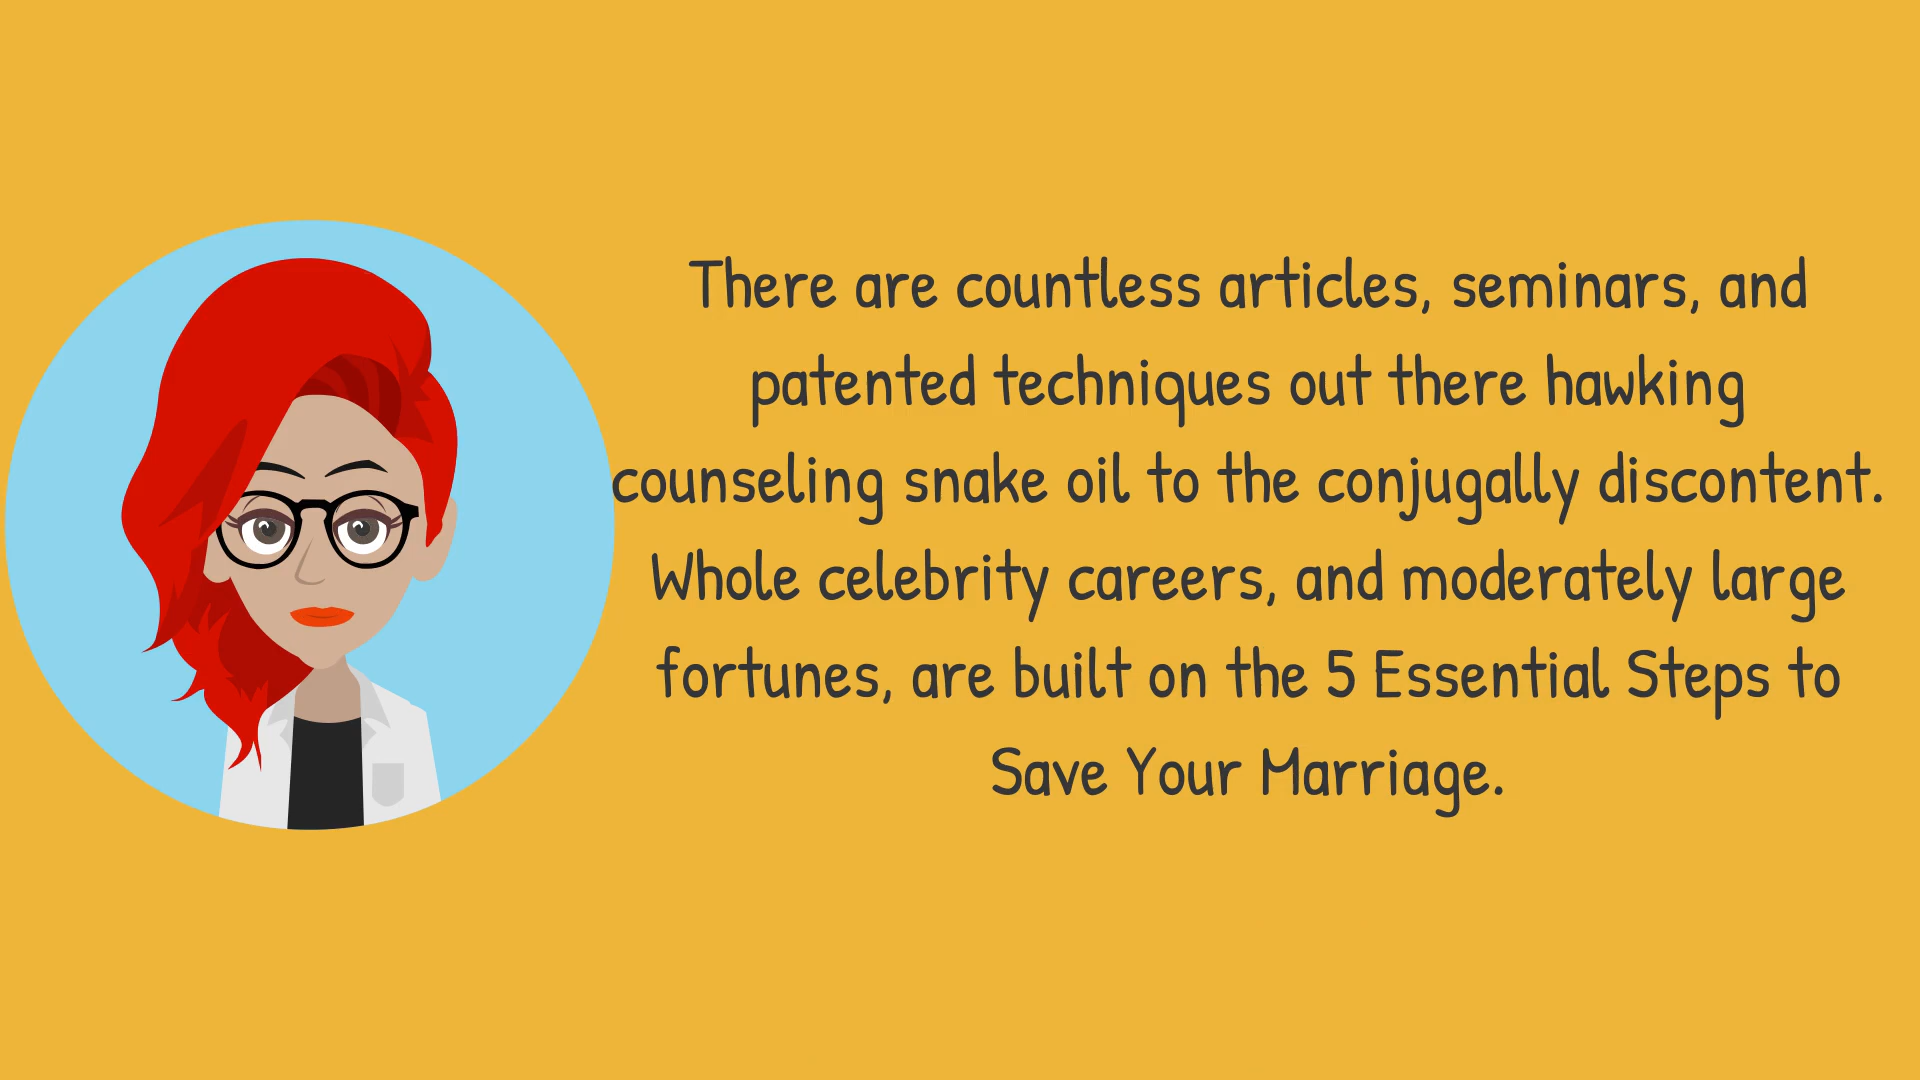 There are countless articles, seminars, and
patented techniques out there hawking
counseling snake oil to the conjugally discontent.
Whole celebrity careers, and moderately large
fortunes, are built on the 5 Essential Steps to
Save Your Marriage.